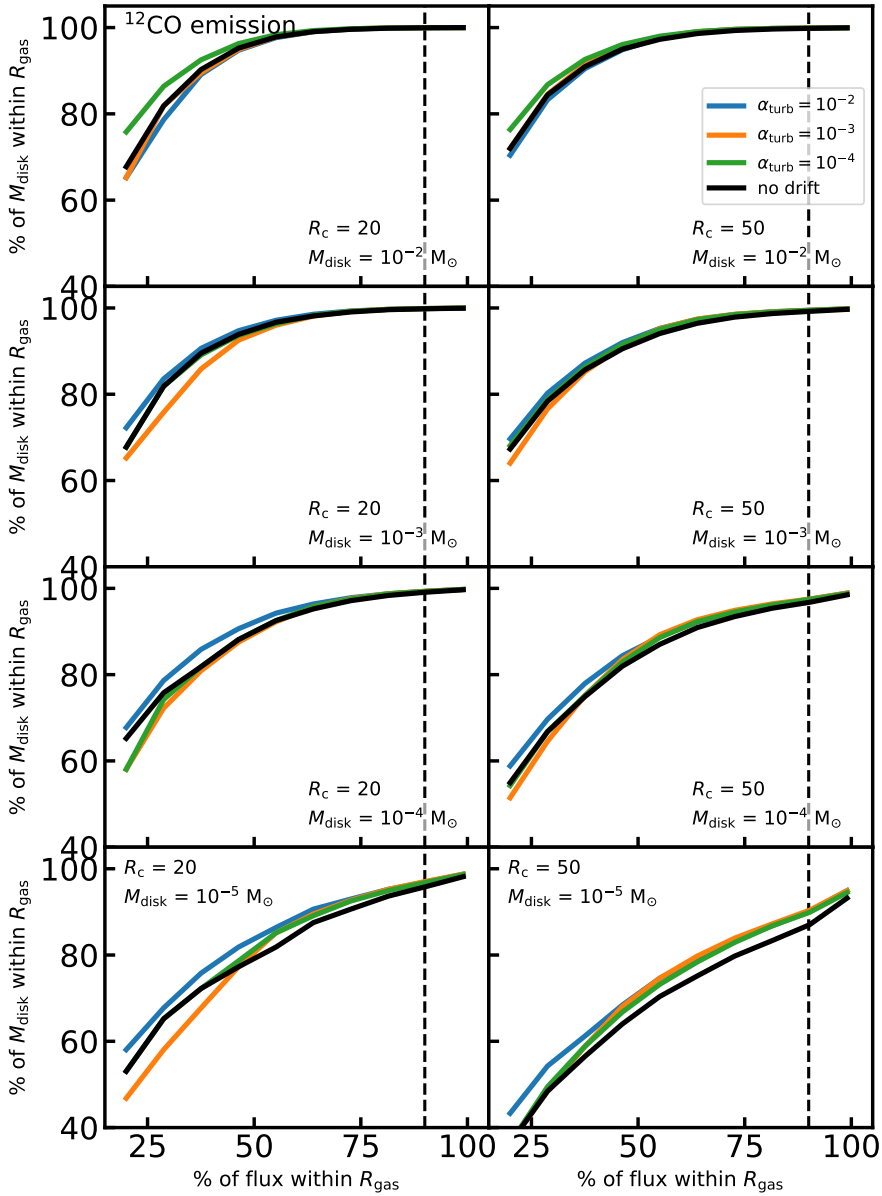 ¹²CO emission
100
80
60
40
% of M_disk within R_gas
R_c = 20
M_disk = 10⁻² M_⊙
α_turb = 10⁻²
α_turb = 10⁻³
α_turb = 10⁻⁴
no drift
R_c = 50
M_disk = 10⁻² M_⊙
100
80
60
40
% of M_disk within R_gas
R_c = 20
M_disk = 10⁻³ M_⊙
R_c = 50
M_disk = 10⁻³ M_⊙
100
80
60
40
% of M_disk within R_gas
R_c = 20
M_disk = 10⁻⁴ M_⊙
R_c = 50
M_disk = 10⁻⁴ M_⊙
100
80
60
40
% of M_disk within R_gas
R_c = 20
M_disk = 10⁻⁵ M_⊙
R_c = 50
M_disk = 10⁻⁵ M_⊙
25 50 75 100
25 50 75 100
% of flux within R_gas
% of flux within R_gas